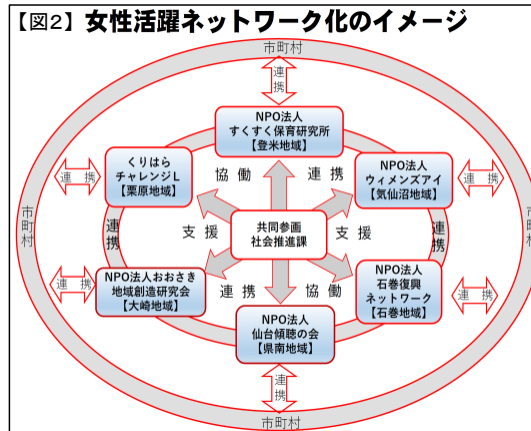 【図2】女性活躍ネットワーク化のイメージ
市町村
連携
NPO法人
すくすく保育研究所
【登米地域】
くりはら
チャレンジL
【栗原地域】
協働
連携
NPO法人
ウィメンズアイ
【気仙沼地域】
連携
連携
市町村
市町村
連携
支援
共同参画
社会推進課
支援
連携
NPO法人おおさき
地域創造研究会
【大崎地域】
連携
協働
NPO法人
石巻復興
ネットワーク
【石巻地域】
連携
連携
NPO法人
仙台傾聴の会
【県南地域】
連携
市町村